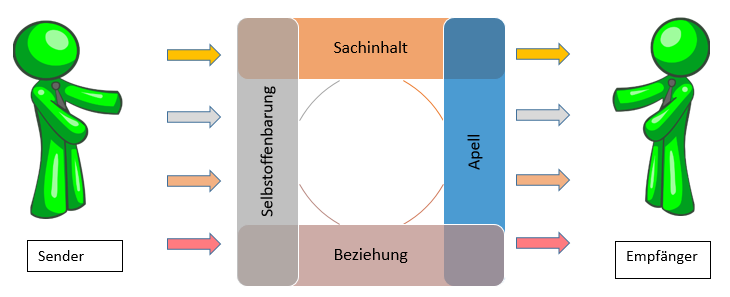 Sachinhalt
Selbstoffenbarung
Apell
Beziehung
Sender
Empfänger